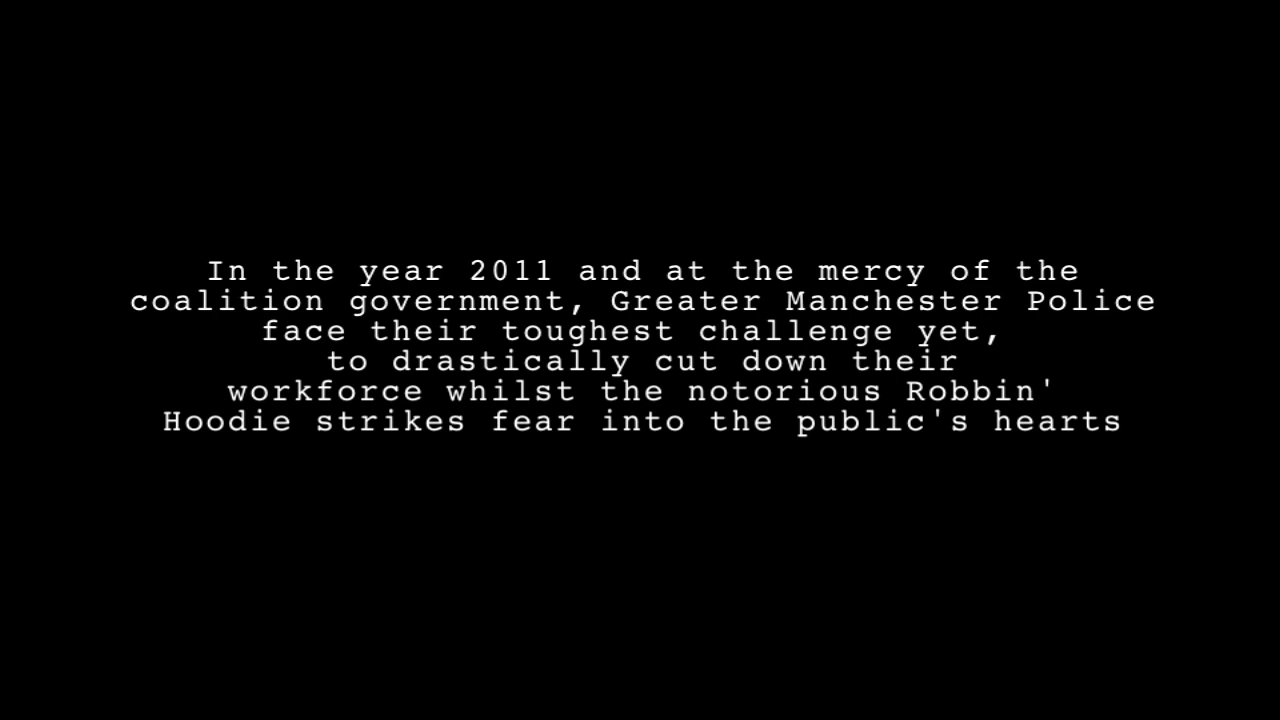 In the year 2011 and at the mercy of the
coalition government, Greater Manchester Police
face their toughest challenge yet,
to drastically cut down their
workforce whilst the notorious Robbin'
Hoodie strikes fear into the public's hearts